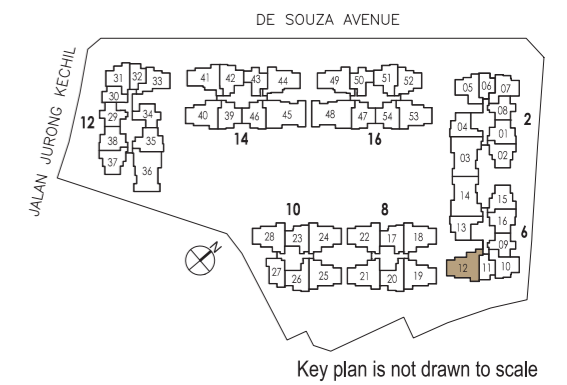 DE SOUZA AVENUE
JALAN JURONG KECHIL
31 32 33 41 42 43 44 49 50 51 52 05 06 07
30 08
29 34 40 39 46 45 48 47 54 53 04 01
12 14 16 2
38 35 03 02
37 36
14 15
13 16
10 8 6
28 23 24 22 17 18 09
27 26 25 21 20 19 12 11 10
N
Key plan is not drawn to scale